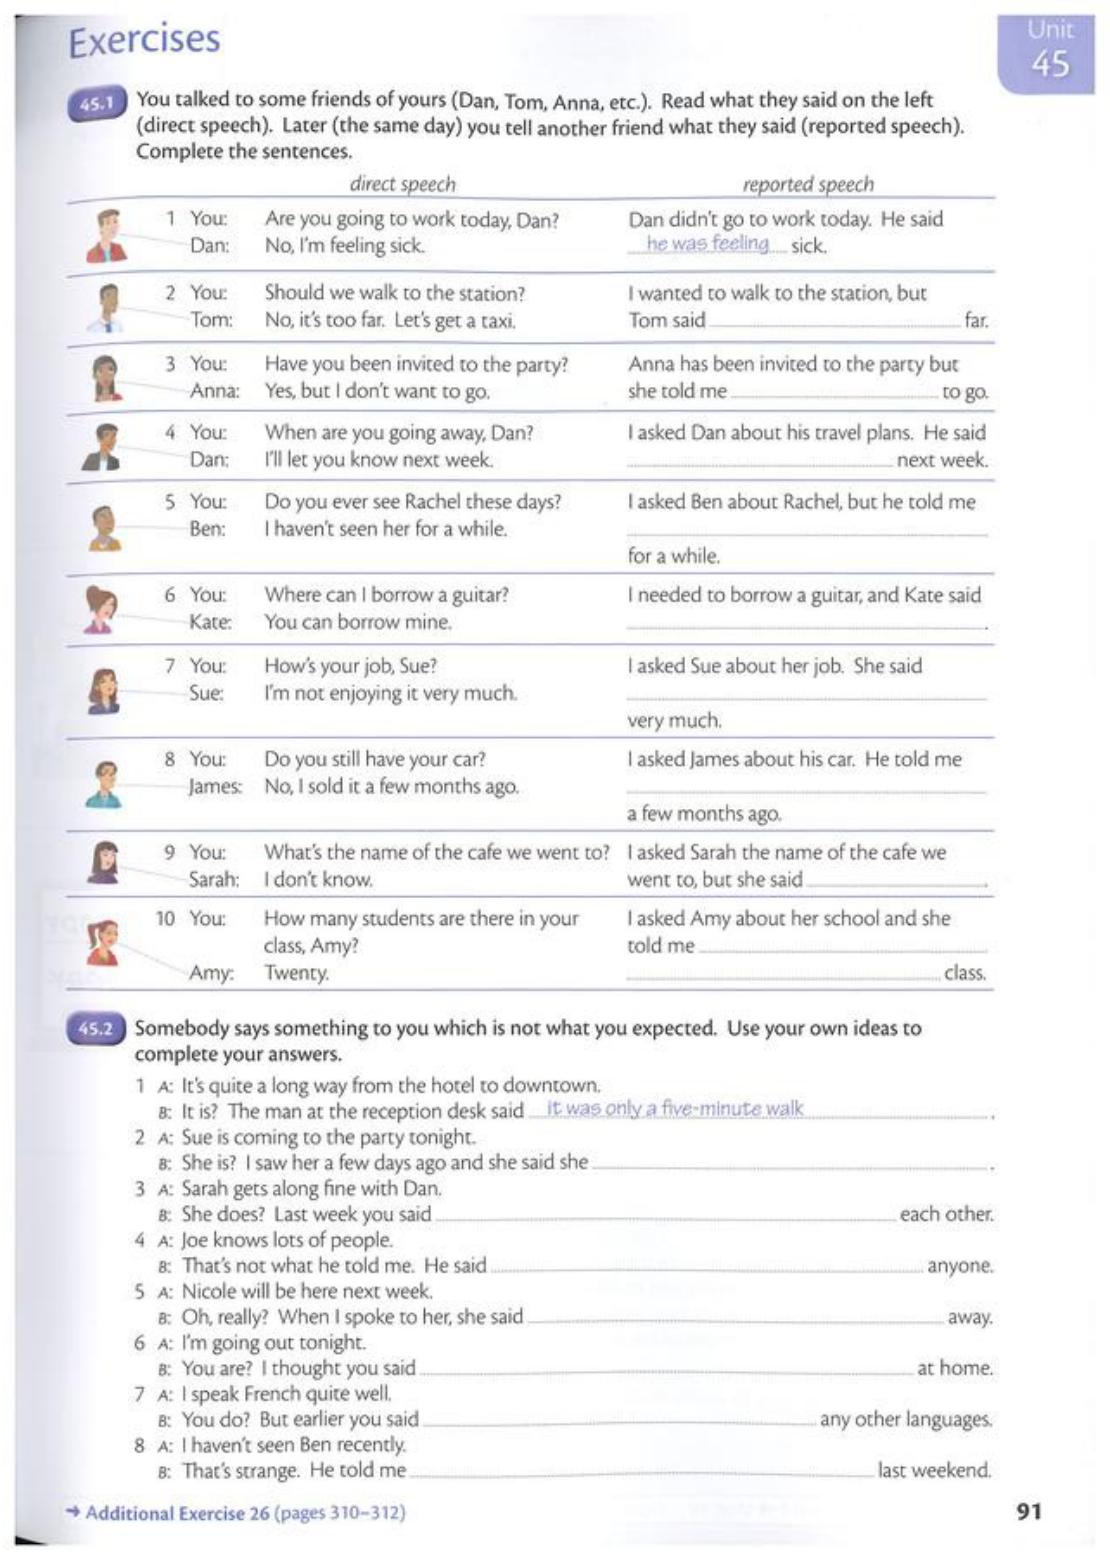 Exercises
Unit
45
45.1 You talked to some friends of yours (Dan, Tom, Anna, etc.). Read what they said on the left
(direct speech). Later (the same day) you tell another friend what they said (reported speech).
Complete the sentences.
direct speech reported speech
1 You: Are you going to work today, Dan? Dan didn't go to work today. He said
Dan: No, I'm feeling sick. he was feeling sick.
2 You: Should we walk to the station? I wanted to walk to the station, but
Tom: No, it's too far. Let's get a taxi. Tom said far.
3 You: Have you been invited to the party? Anna has been invited to the party but
Anna: Yes, but I don't want to go. she told me to go.
4 You: When are you going away, Dan? I asked Dan about his travel plans. He said
Dan: I'll let you know next week. next week.
5 You: Do you ever see Rachel these days? I asked Ben about Rachel, but he told me
Ben: I haven't seen her for a while.
for a while.
6 You: Where can I borrow a guitar? I needed to borrow a guitar, and Kate said
Kate: You can borrow mine. .
7 You: How's your job, Sue? I asked Sue about her job. She said
Sue: I'm not enjoying it very much.
very much.
8 You: Do you still have your car? I asked James about his car. He told me
James: No, I sold it a few months ago.
a few months ago.
9 You: What's the name of the cafe we went to? I asked Sarah the name of the cafe we
Sarah: I don't know. went to, but she said .
10 You: How many students are there in your I asked Amy about her school and she
class, Amy? told me
Amy: Twenty. class.
45.2 Somebody says something to you which is not what you expected. Use your own ideas to
complete your answers.
1 A: It's quite a long way from the hotel to downtown.
B: It is? The man at the reception desk said it was only a five-minute walk .
2 A: Sue is coming to the party tonight.
B: She is? I saw her a few days ago and she said she .
3 A: Sarah gets along fine with Dan.
B: She does? Last week you said each other.
4 A: Joe knows lots of people.
B: That's not what he told me. He said anyone.
5 A: Nicole will be here next week.
B: Oh, really? When I spoke to her, she said away.
6 A: I'm going out tonight.
B: You are? I thought you said at home.
7 A: I speak French quite well.
B: You do? But earlier you said any other languages.
8 A: I haven't seen Ben recently.
B: That's strange. He told me last weekend.
→ Additional Exercise 26 (pages 310–312)
91